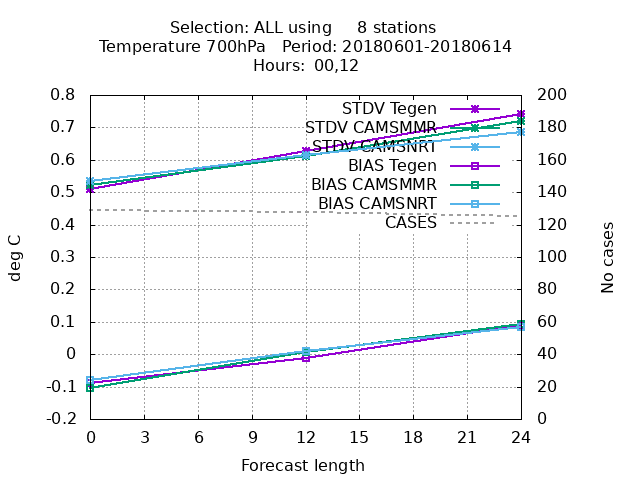 Selection: ALL using 8 stations
Temperature 700hPa Period: 20180601-20180614
Hours: 00,12
0.8
0.7
0.6
0.5
0.4
0.3
0.2
0.1
0
-0.1
-0.2
deg C
STDV Tegen
STDV CAMSMMR
STDV CAMSNRT
BIAS Tegen
BIAS CAMSMMR
BIAS CAMSNRT
CASES
200
180
160
140
120
100
80
60
40
20
0
No cases
0 3 6 9 12 15 18 21 24
Forecast length